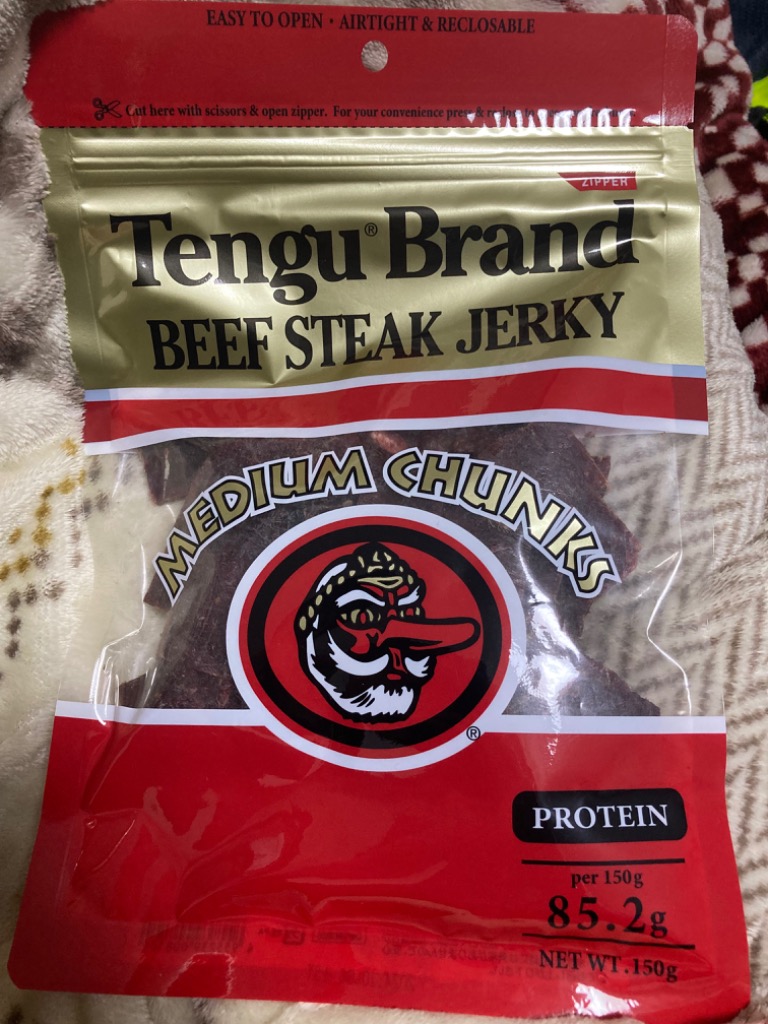 EASY TO OPEN • AIRTIGHT & RECLOSABLE
Cut here with scissors & open zipper. For your convenience press &
ZIPPER
Tengu® Brand
BEEF STEAK JERKY
MEDIUM CHUNKS
®
PROTEIN
per 150g
85.2g
NET WT.150g